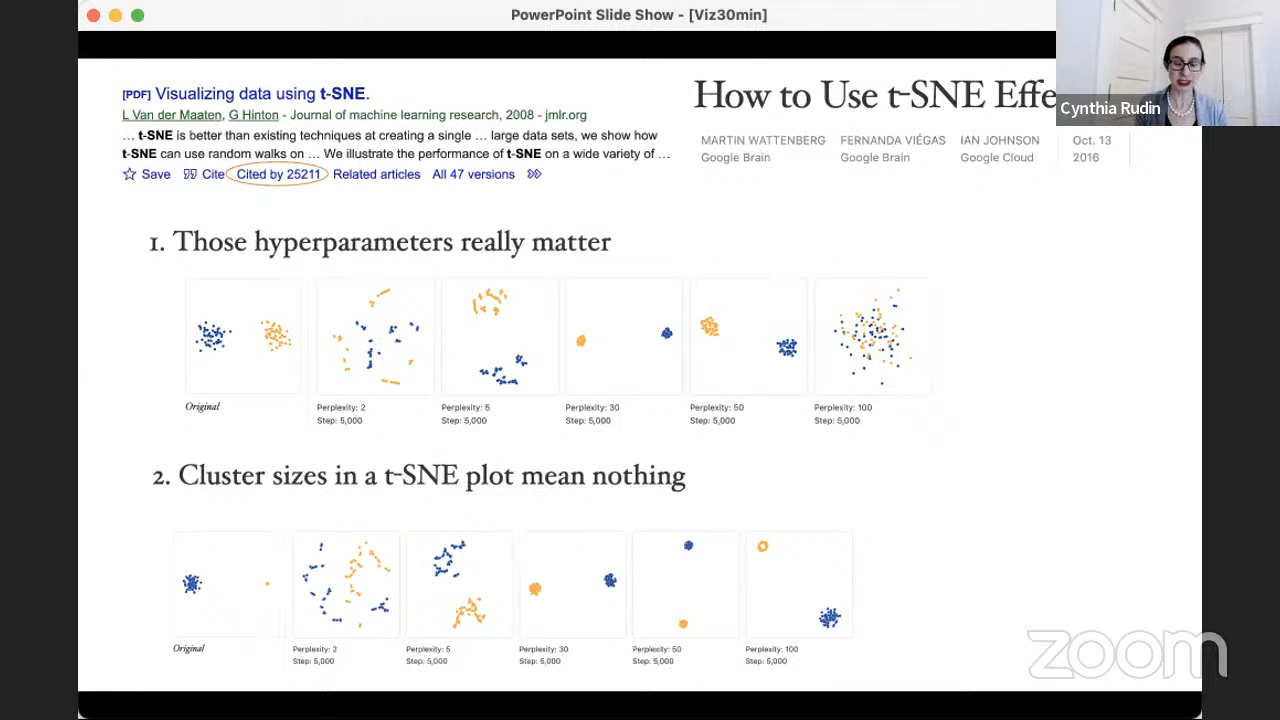 PowerPoint Slide Show - [Viz30min]
Cynthia Rudin
[PDF] Visualizing data using t-SNE.
L Van der Maaten, G Hinton - Journal of machine learning research, 2008 - jmlr.org
... t-SNE is better than existing techniques at creating a single ... large data sets, we show how
t-SNE can use random walks on ... We illustrate the performance of t-SNE on a wide variety of ...
Save Cite Cited by 25211 Related articles All 47 versions
How to Use t-SNE Effe
MARTIN WATTENBERG FERNANDA VIÉGAS IAN JOHNSON Oct. 13
Google Brain Google Brain Google Cloud 2016
1. Those hyperparameters really matter
Original Perplexity: 2 Perplexity: 5 Perplexity: 30 Perplexity: 50 Perplexity: 100
Step: 5,000 Step: 5,000 Step: 5,000 Step: 5,000 Step: 5,000
2. Cluster sizes in a t-SNE plot mean nothing
Original Perplexity: 2 Perplexity: 5 Perplexity: 30 Perplexity: 50 Perplexity: 100
Step: 5,000 Step: 5,000 Step: 5,000 Step: 5,000 Step: 5,000
zoom